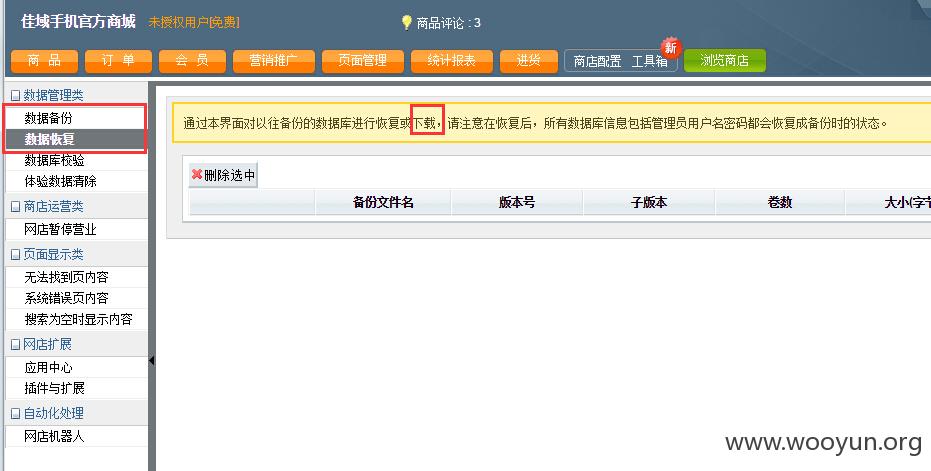 佳域手机官方商城 未授权用户[免费] 商品评论 : 3
商 品 订 单 会 员 营销推广 页面管理 统计报表 进货 商店配置 工具箱 新 浏览商店
数据管理类
数据备份
数据恢复
数据库校验
体验数据清除
商店运营类
网店暂停营业
页面显示类
无法找到页内容
系统错误页内容
搜索为空时显示内容
网店扩展
应用中心
插件与扩展
自动化处理
网店机器人
通过本界面对以往备份的数据库进行恢复或下载，请注意在恢复后，所有数据库信息包括管理员用户名密码都会恢复成备份时的状态。
删除选中
备份文件名 版本号 子版本 卷数 大小(字节
www.wooyun.org